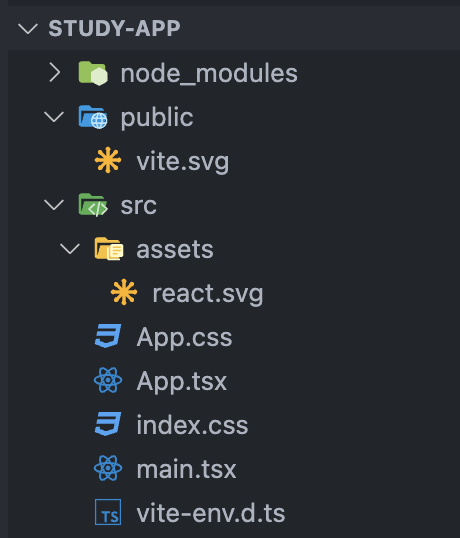 STUDY-APP
node_modules
public
vite.svg
src
assets
react.svg
App.css
App.tsx
index.css
main.tsx
TS vite-env.d.ts